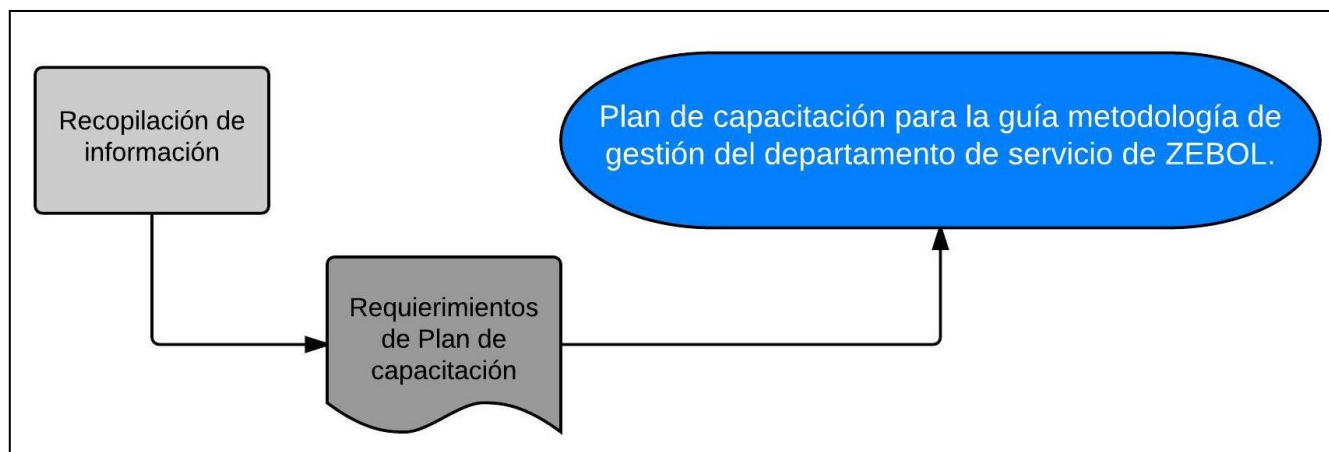 Recopilación de
información
Plan de capacitación para la guía metodología de
gestión del departamento de servicio de ZEBOL.
Requierimientos
de Plan de
capacitación